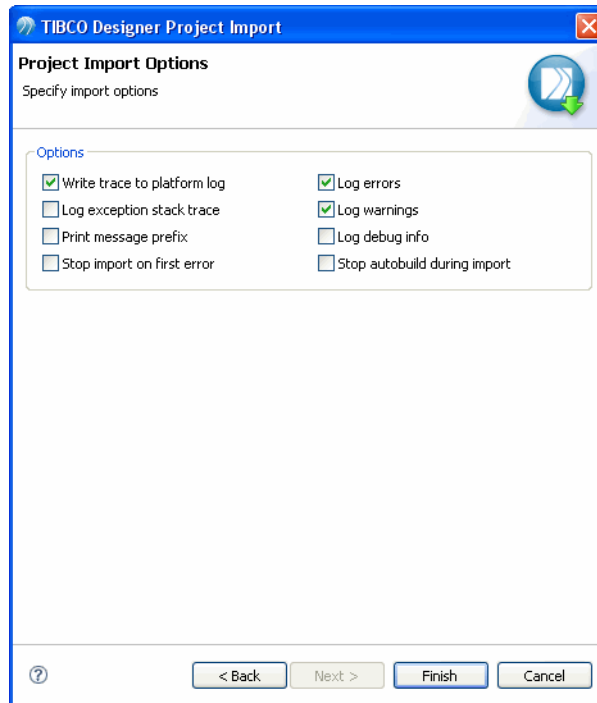 TIBCO Designer Project Import
Project Import Options
Specify import options
Options
Write trace to platform log
Log errors
Log exception stack trace
Log warnings
Print message prefix
Log debug info
Stop import on first error
Stop autobuild during import
?
< Back
Next >
Finish
Cancel